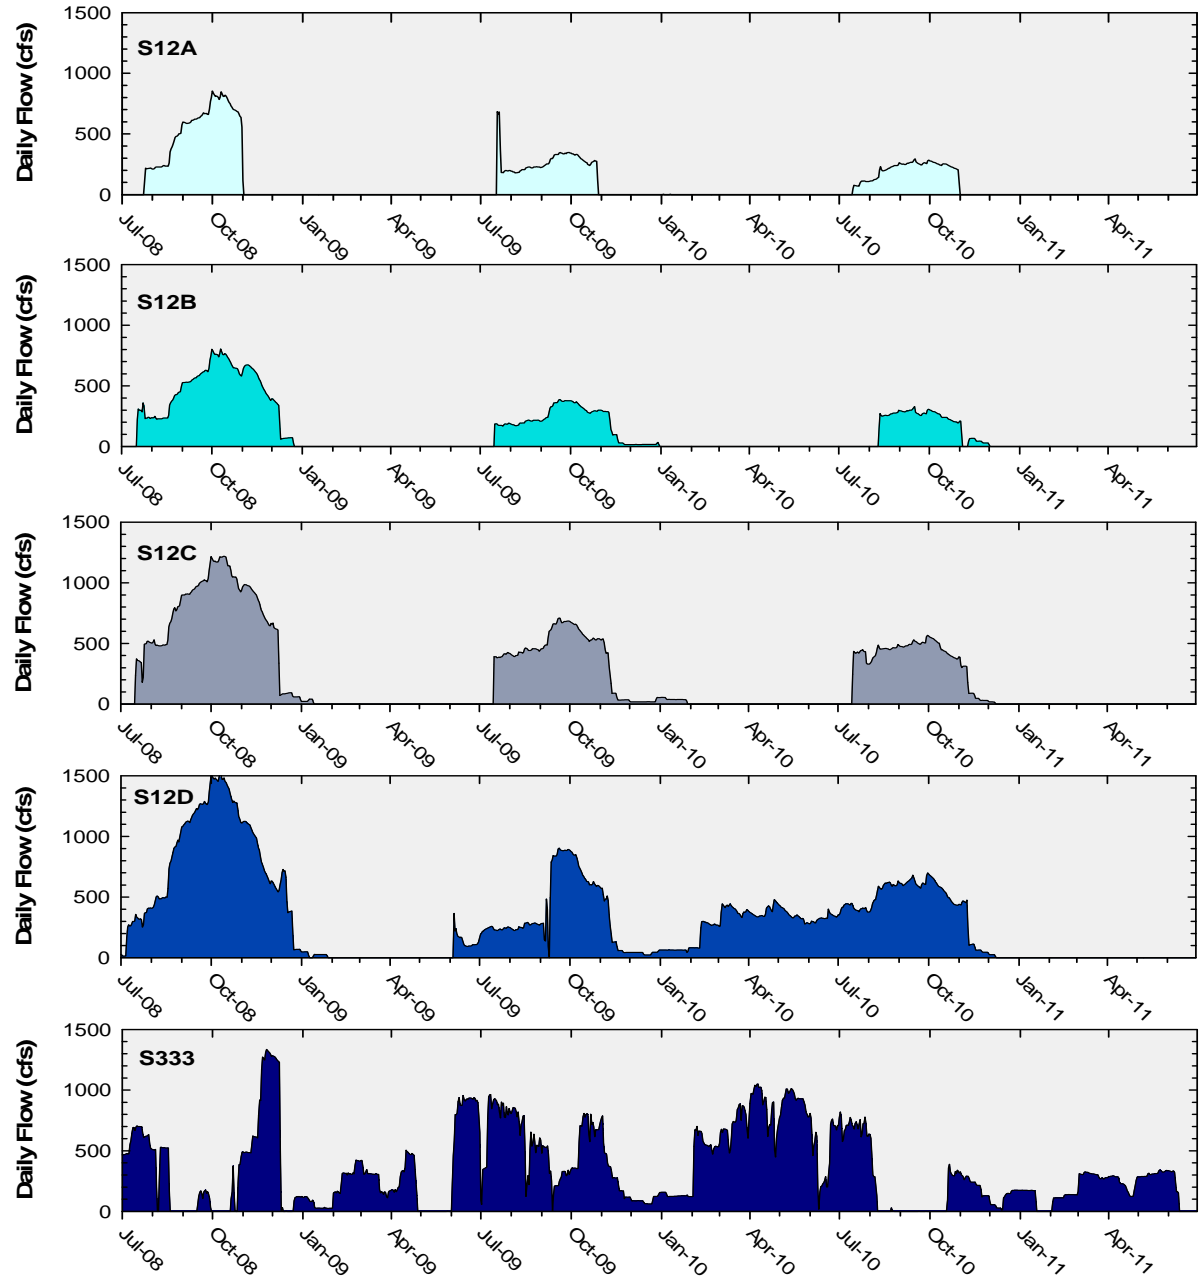 Daily Flow (cfs)
1500
1000
500
0
S12A
Jul-08 Oct-08 Jan-09 Apr-09 Jul-09 Oct-09 Jan-10 Apr-10 Jul-10 Oct-10 Jan-11 Apr-11
Daily Flow (cfs)
1500
1000
500
0
S12B
Jul-08 Oct-08 Jan-09 Apr-09 Jul-09 Oct-09 Jan-10 Apr-10 Jul-10 Oct-10 Jan-11 Apr-11
Daily Flow (cfs)
1500
1000
500
0
S12C
Jul-08 Oct-08 Jan-09 Apr-09 Jul-09 Oct-09 Jan-10 Apr-10 Jul-10 Oct-10 Jan-11 Apr-11
Daily Flow (cfs)
1500
1000
500
0
S12D
Jul-08 Oct-08 Jan-09 Apr-09 Jul-09 Oct-09 Jan-10 Apr-10 Jul-10 Oct-10 Jan-11 Apr-11
Daily Flow (cfs)
1500
1000
500
0
S333
Jul-08 Oct-08 Jan-09 Apr-09 Jul-09 Oct-09 Jan-10 Apr-10 Jul-10 Oct-10 Jan-11 Apr-11